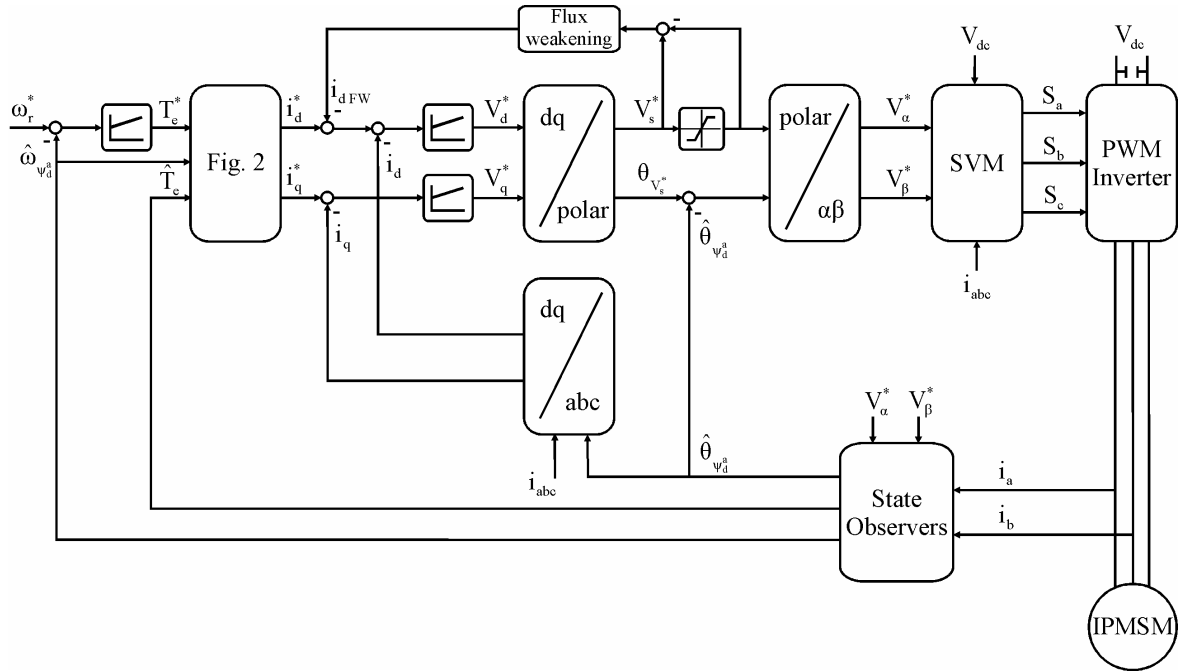 Flux
weakening
-
V_dc
V_dc
ω_r^*
T_e^*
i_d^*
i_d FW
-
-
V_d^*
dq
V_s^*
polar
V_α^*
S_a
-
ω̂_ψ_d^a
Fig. 2
i_d
SVM
S_b
PWM
Inverter
T̂_e
i_q^*
-
V_q^*
θ_V_s^*
V_β^*
S_c
i_q
polar
-
θ̂_ψ_d^a
αβ
i_abc
dq
abc
V_α^*
V_β^*
i_abc
θ̂_ψ_d^a
State
Observers
i_a
i_b
IPMSM